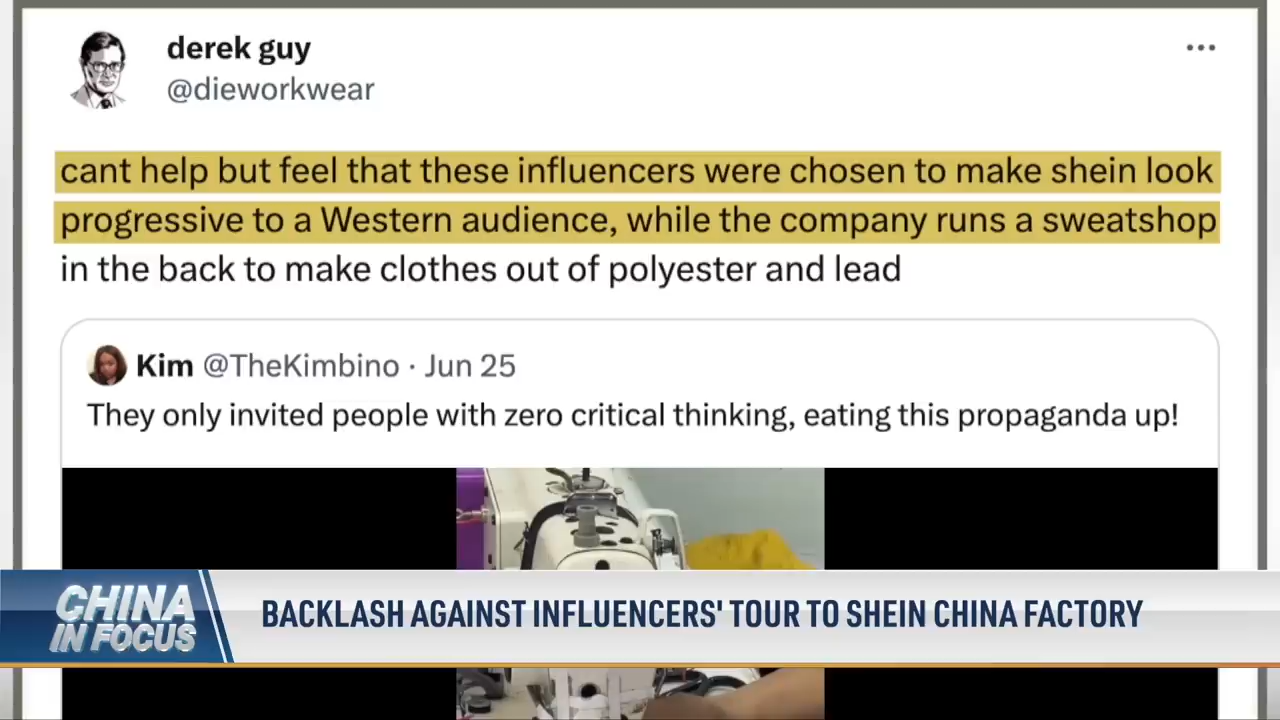 derek guy
@dieworkwear
cant help but feel that these influencers were chosen to make shein look
progressive to a Western audience, while the company runs a sweatshop
in the back to make clothes out of polyester and lead
Kim @TheKimbino · Jun 25
They only invited people with zero critical thinking, eating this propaganda up!
CHINA
IN FOCUS
BACKLASH AGAINST INFLUENCERS' TOUR TO SHEIN CHINA FACTORY